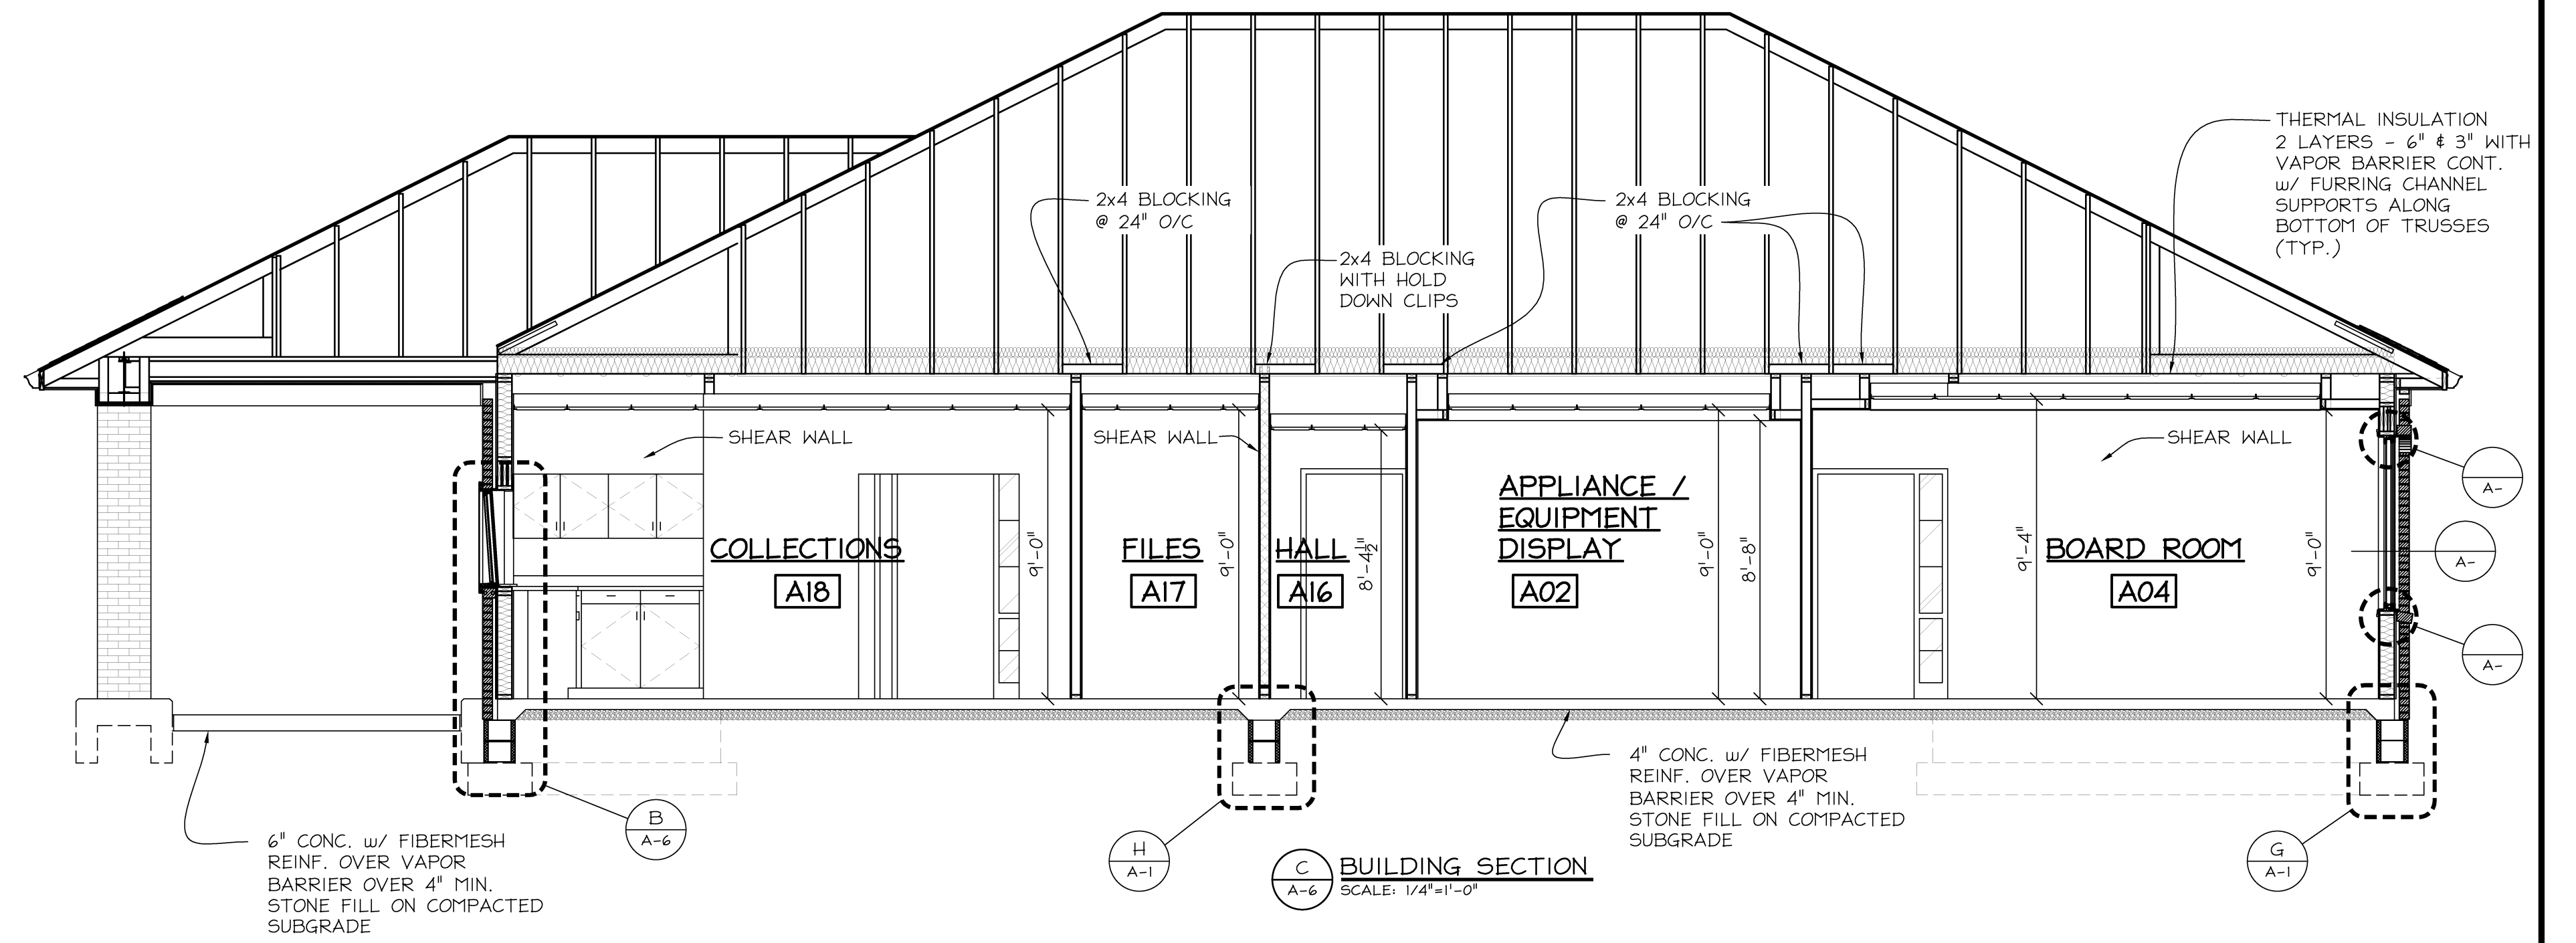 THERMAL INSULATION
2 LAYERS - 6" & 3" WITH
VAPOR BARRIER CONT.
w/ FURRING CHANNEL
SUPPORTS ALONG
BOTTOM OF TRUSSES
(TYP.)
2x4 BLOCKING
@ 24" O/C
2x4 BLOCKING
@ 24" O/C
2x4 BLOCKING
WITH HOLD
DOWN CLIPS
SHEAR WALL
SHEAR WALL
SHEAR WALL
COLLECTIONS
A18
9'-0"
FILES
A17
9'-0"
HALL
A16
8'-4½"
APPLIANCE /
EQUIPMENT
DISPLAY
A02
9'-0"
8'-8"
9'-4"
BOARD ROOM
A04
9'-0"
A-
A-
A-
6" CONC. w/ FIBERMESH
REINF. OVER VAPOR
BARRIER OVER 4" MIN.
STONE FILL ON COMPACTED
SUBGRADE
B
A-6
H
A-1
4" CONC. w/ FIBERMESH
REINF. OVER VAPOR
BARRIER OVER 4" MIN.
STONE FILL ON COMPACTED
SUBGRADE
G
A-1
C
A-6
BUILDING SECTION
SCALE: 1/4"=1'-0"